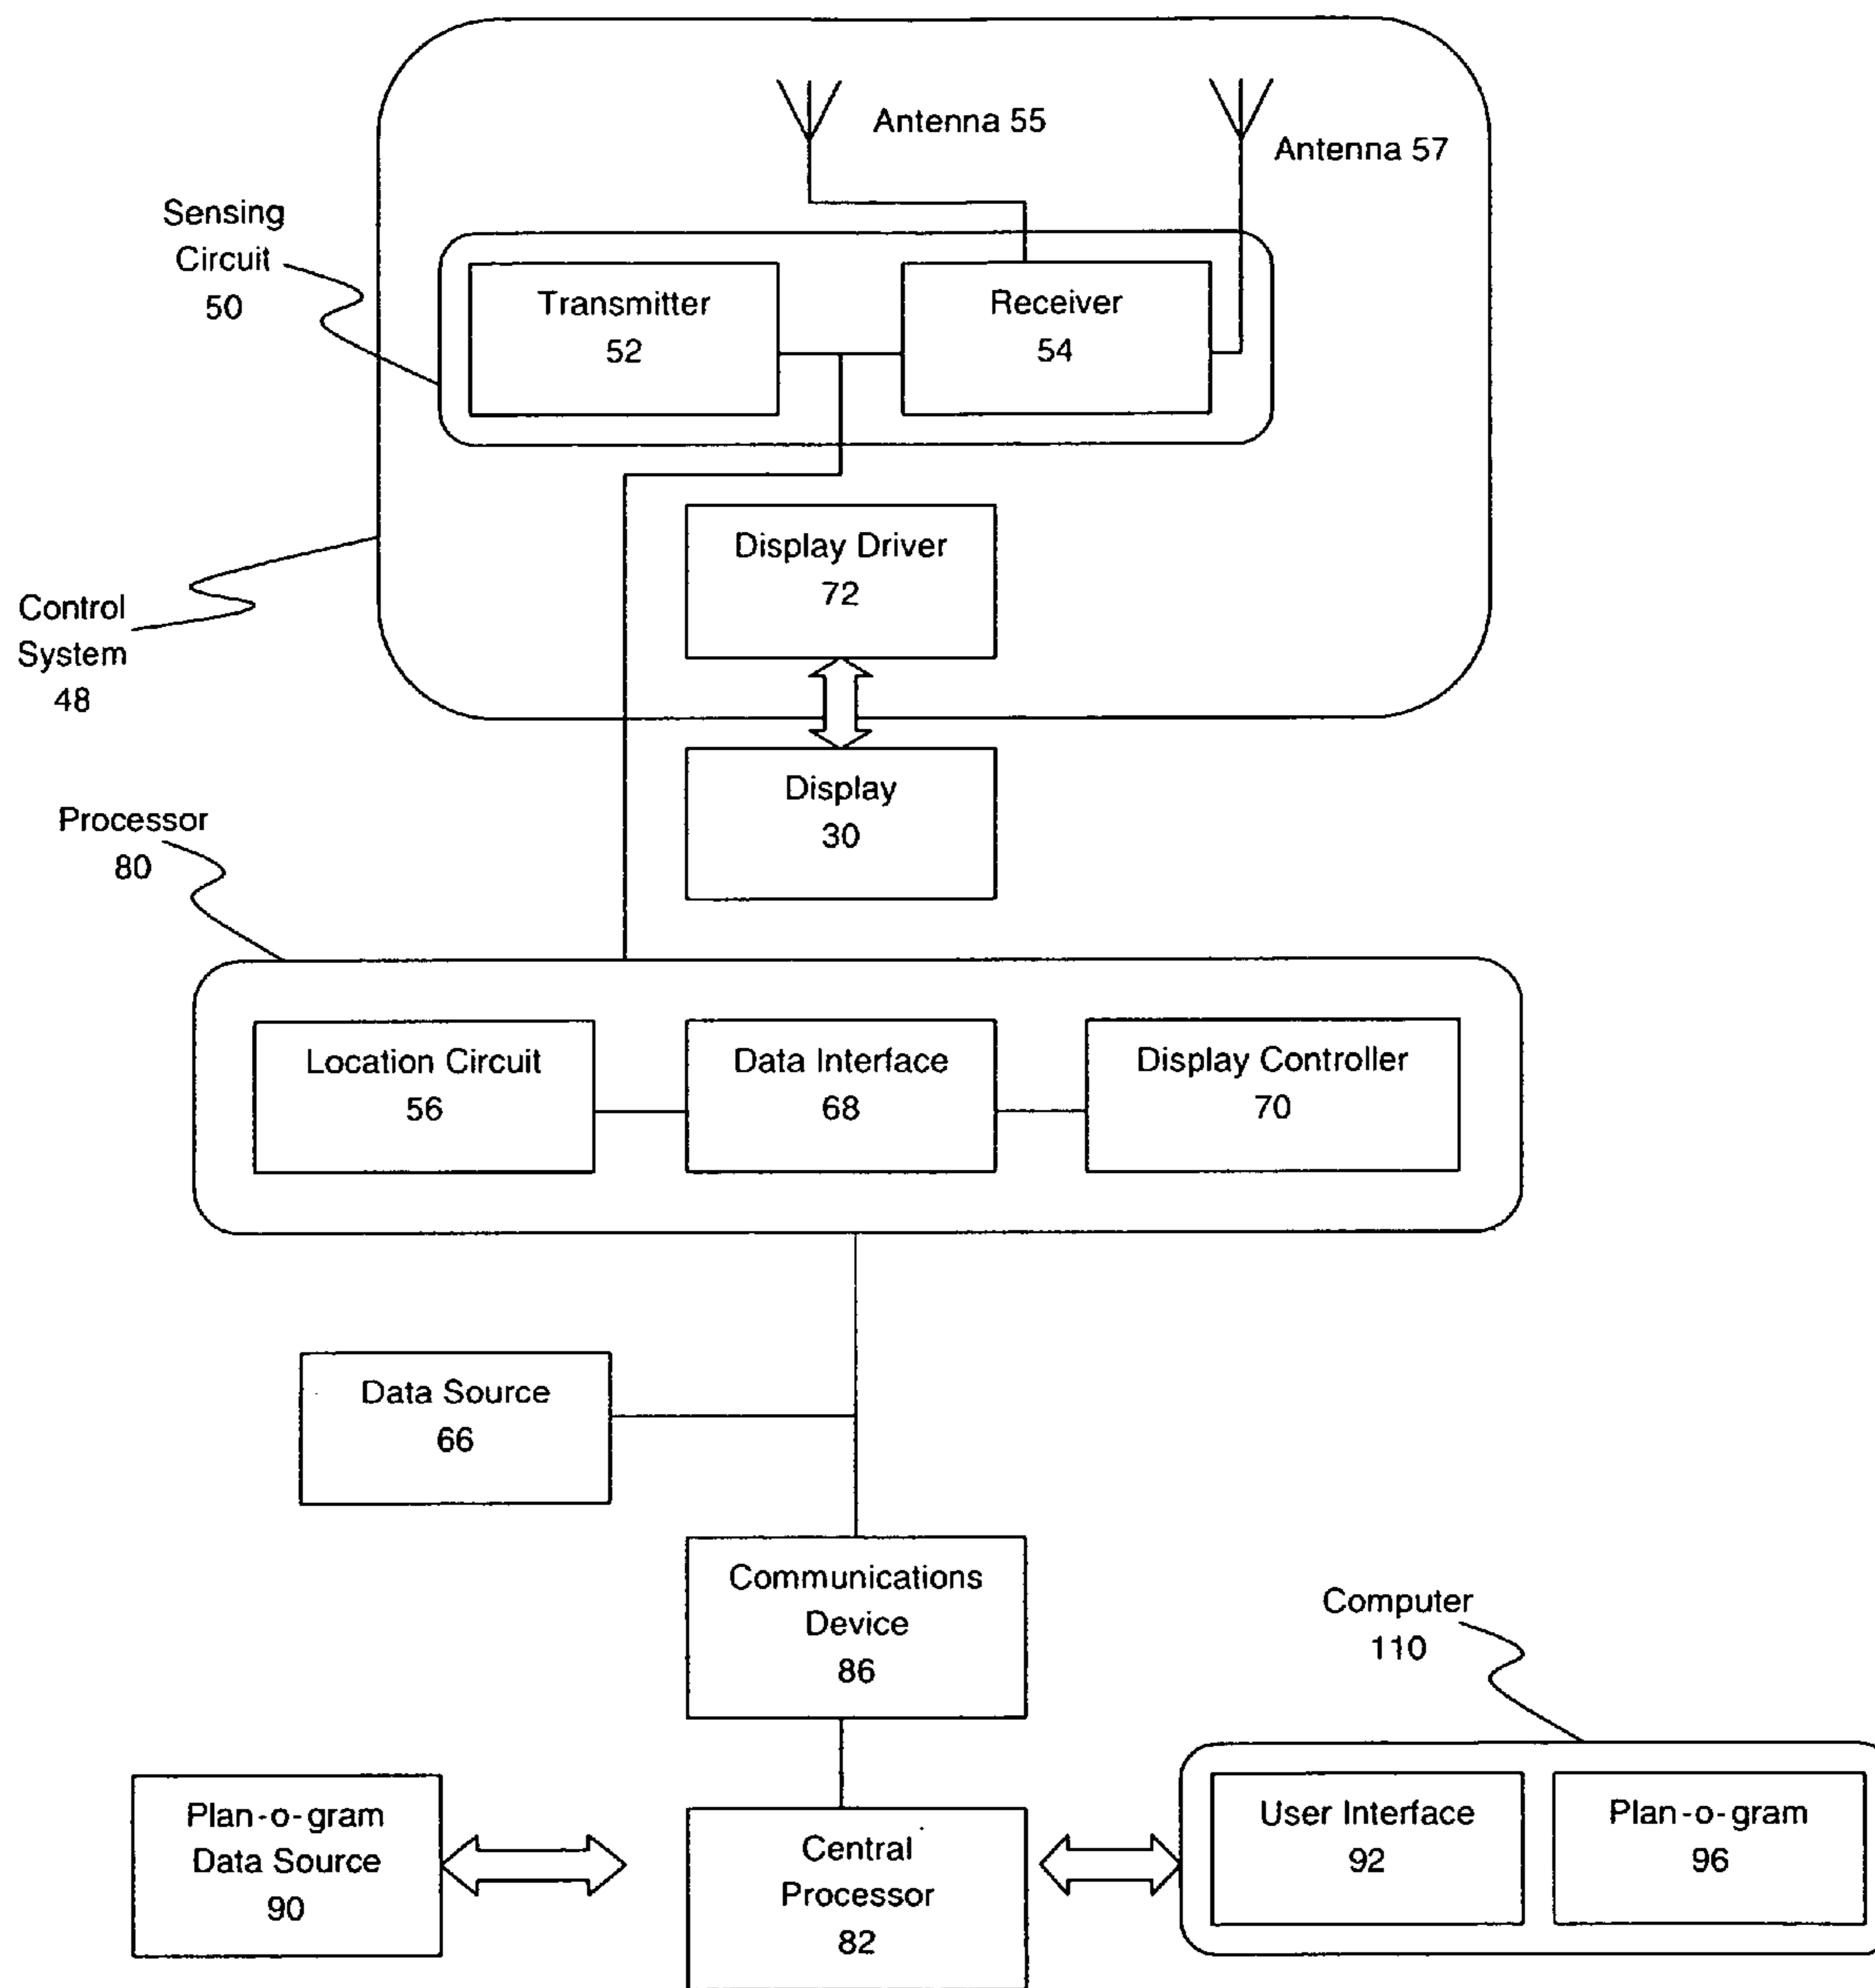 Antenna 55
Antenna 57
Sensing
Circuit
50
Transmitter
52
Receiver
54
Display Driver
72
Control
System
48
Display
30
Processor
80
Location Circuit
56
Data Interface
68
Display Controller
70
Data Source
66
Communications
Device
86
Computer
110
Plan-o-gram
Data Source
90
Central
Processor
82
User Interface
92
Plan-o-gram
96